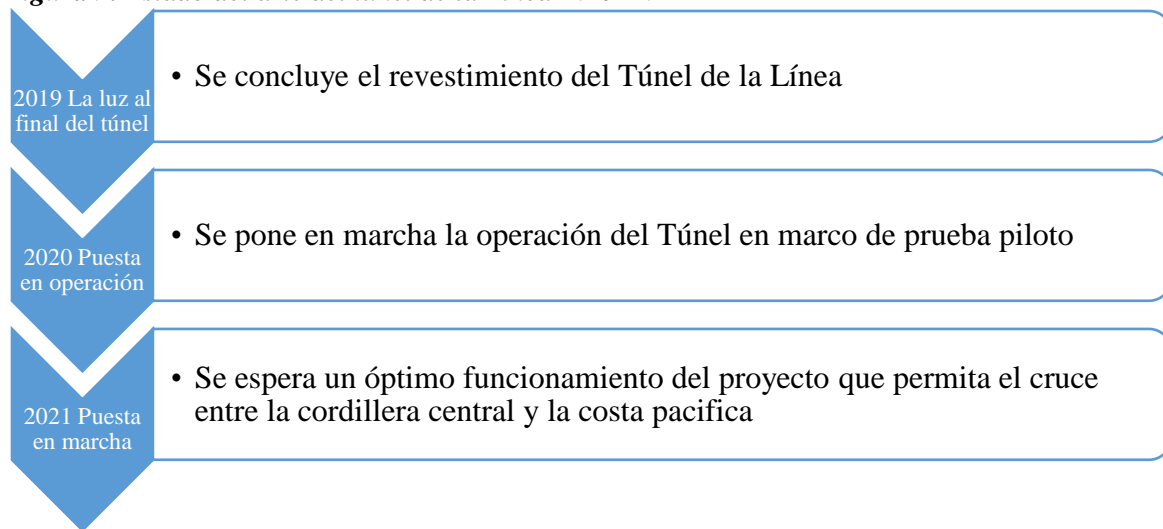 2019 La luz al
final del túnel
• Se concluye el revestimiento del Túnel de la Línea
2020 Puesta
en operación
• Se pone en marcha la operación del Túnel en marco de prueba piloto
2021 Puesta
en marcha
• Se espera un óptimo funcionamiento del proyecto que permita el cruce
entre la cordillera central y la costa pacifica